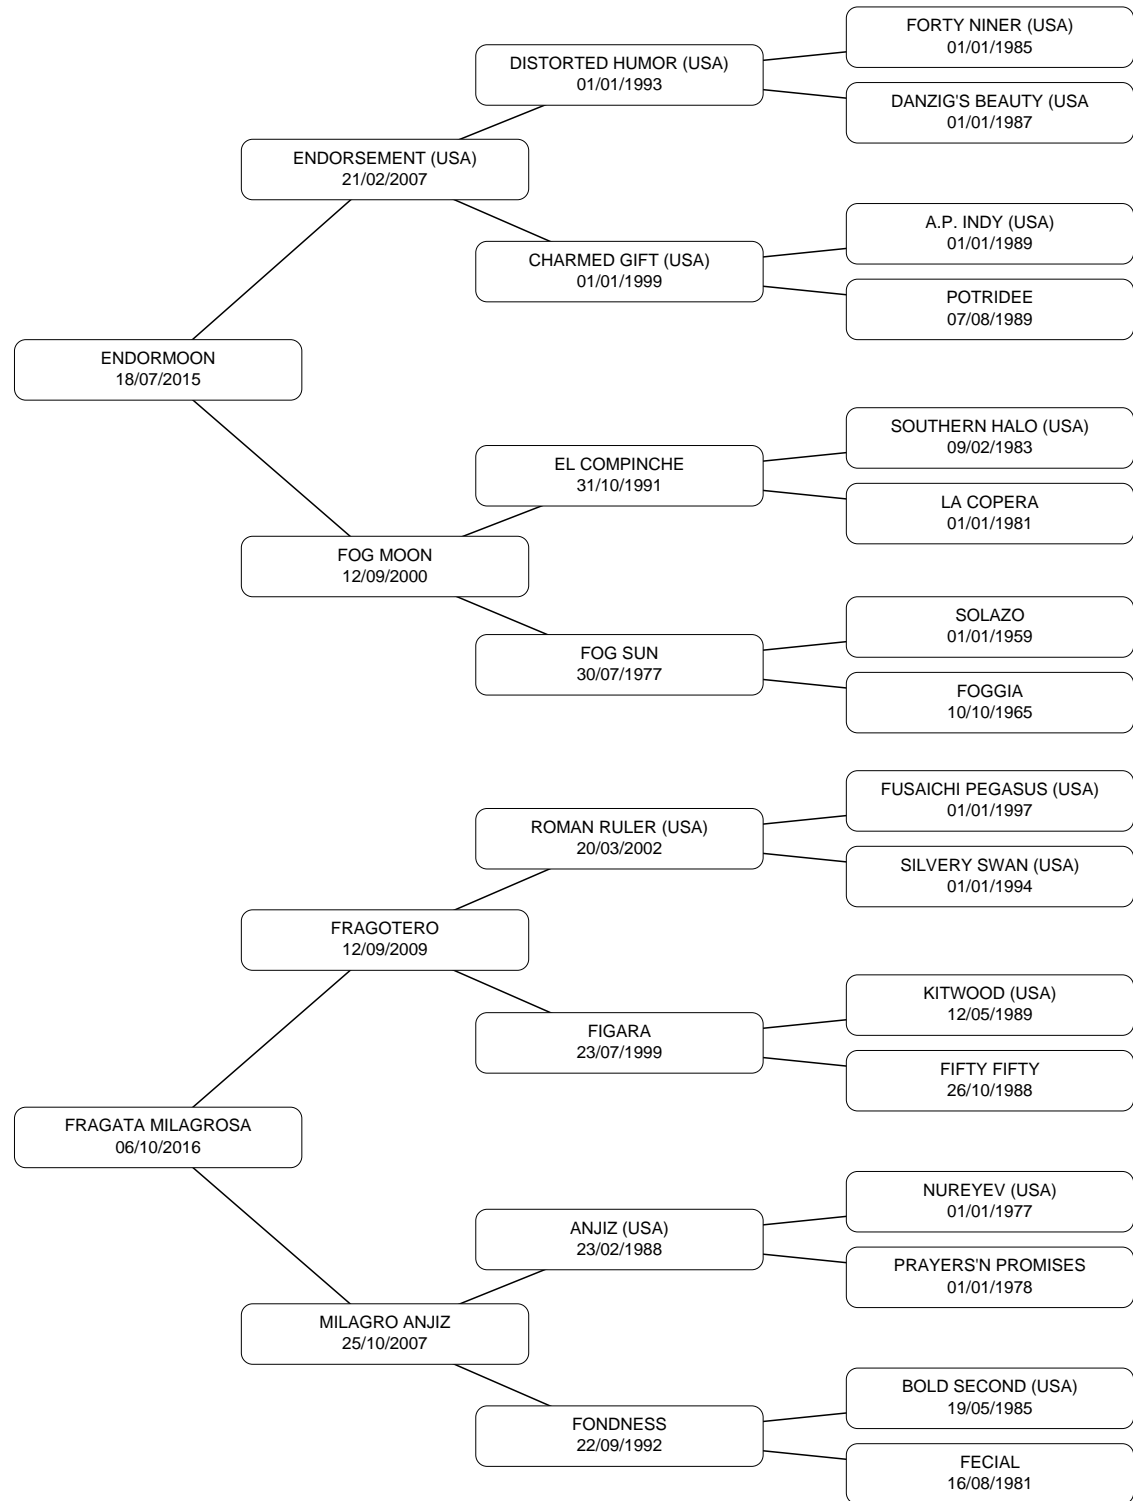 FORTY NINER (USA)
01/01/1985
DISTORTED HUMOR (USA)
01/01/1993
DANZIG'S BEAUTY (USA
01/01/1987
ENDORSEMENT (USA)
21/02/2007
A.P. INDY (USA)
01/01/1989
CHARMED GIFT (USA)
01/01/1999
POTRIDEE
07/08/1989
ENDORMOON
18/07/2015
SOUTHERN HALO (USA)
09/02/1983
EL COMPINCHE
31/10/1991
LA COPERA
01/01/1981
FOG MOON
12/09/2000
SOLAZO
01/01/1959
FOG SUN
30/07/1977
FOGGIA
10/10/1965
FUSAICHI PEGASUS (USA)
01/01/1997
ROMAN RULER (USA)
20/03/2002
SILVERY SWAN (USA)
01/01/1994
FRAGOTERO
12/09/2009
KITWOOD (USA)
12/05/1989
FIGARA
23/07/1999
FIFTY FIFTY
26/10/1988
FRAGATA MILAGROSA
06/10/2016
NUREYEV (USA)
01/01/1977
ANJIZ (USA)
23/02/1988
PRAYERS'N PROMISES
01/01/1978
MILAGRO ANJIZ
25/10/2007
BOLD SECOND (USA)
19/05/1985
FONDNESS
22/09/1992
FECIAL
16/08/1981